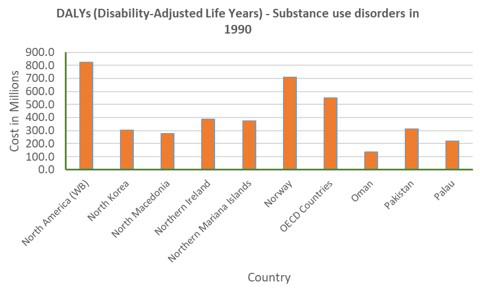 DALYs (Disability-Adjusted Life Years) - Substance use disorders in
1990
Cost in Millions
900.0
800.0
700.0
600.0
500.0
400.0
300.0
200.0
100.0
0.0
North America (WB)
North Korea
North Macedonia
Northern Ireland
Northern Mariana Islands
Norway
OECD Countries
Oman
Pakistan
Palau
Country